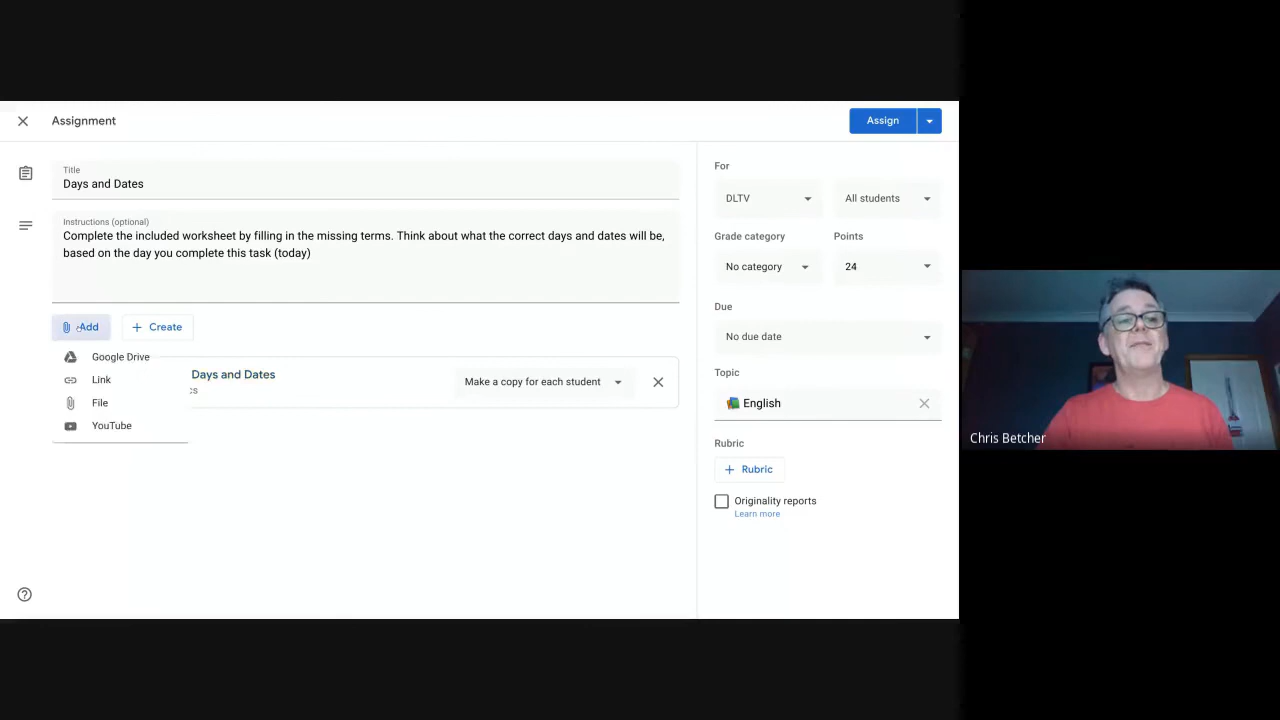 Assignment
Assign
Title
Days and Dates
Instructions (optional)
Complete the included worksheet by filling in the missing terms. Think about what the correct days and dates will be,
based on the day you complete this task (today)
Add
Create
Google Drive
Link
File
YouTube
Days and Dates
cs
Make a copy for each student
For
DLTV
All students
Grade category
Points
No category
24
Due
No due date
Topic
English
Rubric
Rubric
Originality reports
Learn more
Chris Betcher